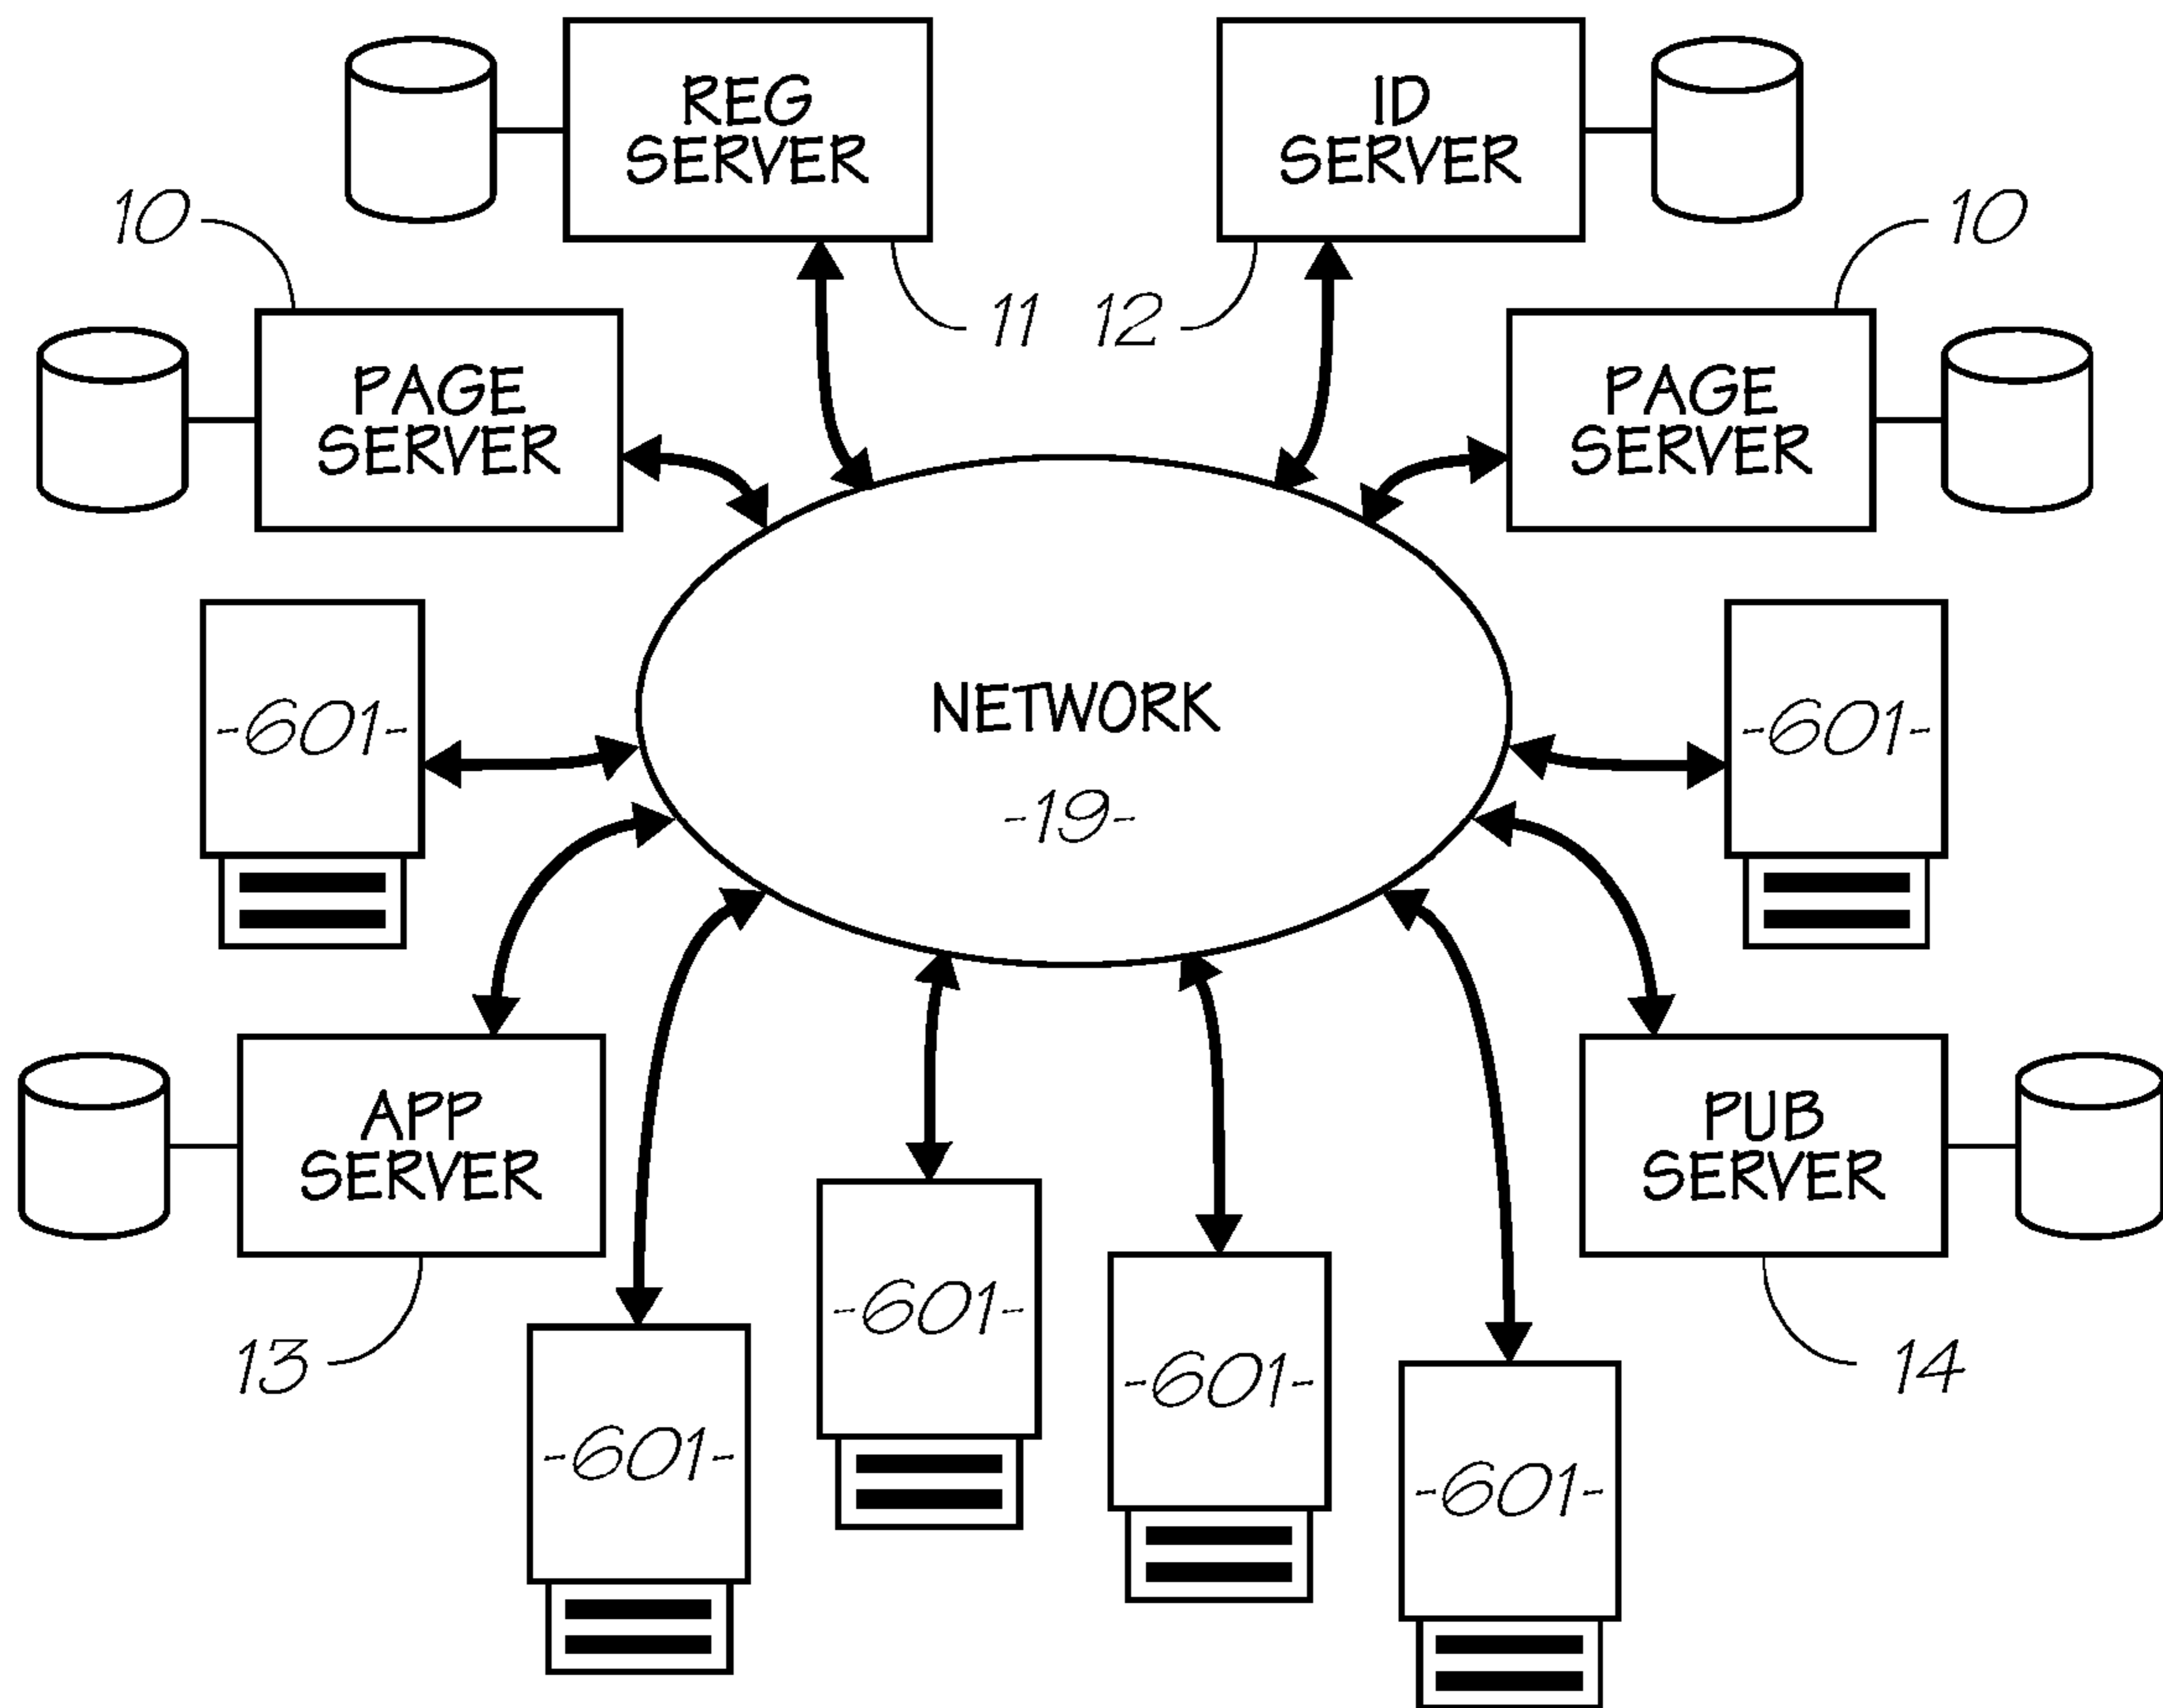 REG
SERVER
ID
SERVER
10
10
11
12
PAGE
SERVER
PAGE
SERVER
-601-
NETWORK
-19-
-601-
APP
SERVER
PUB
SERVER
13
-601-
-601-
-601-
-601-
14